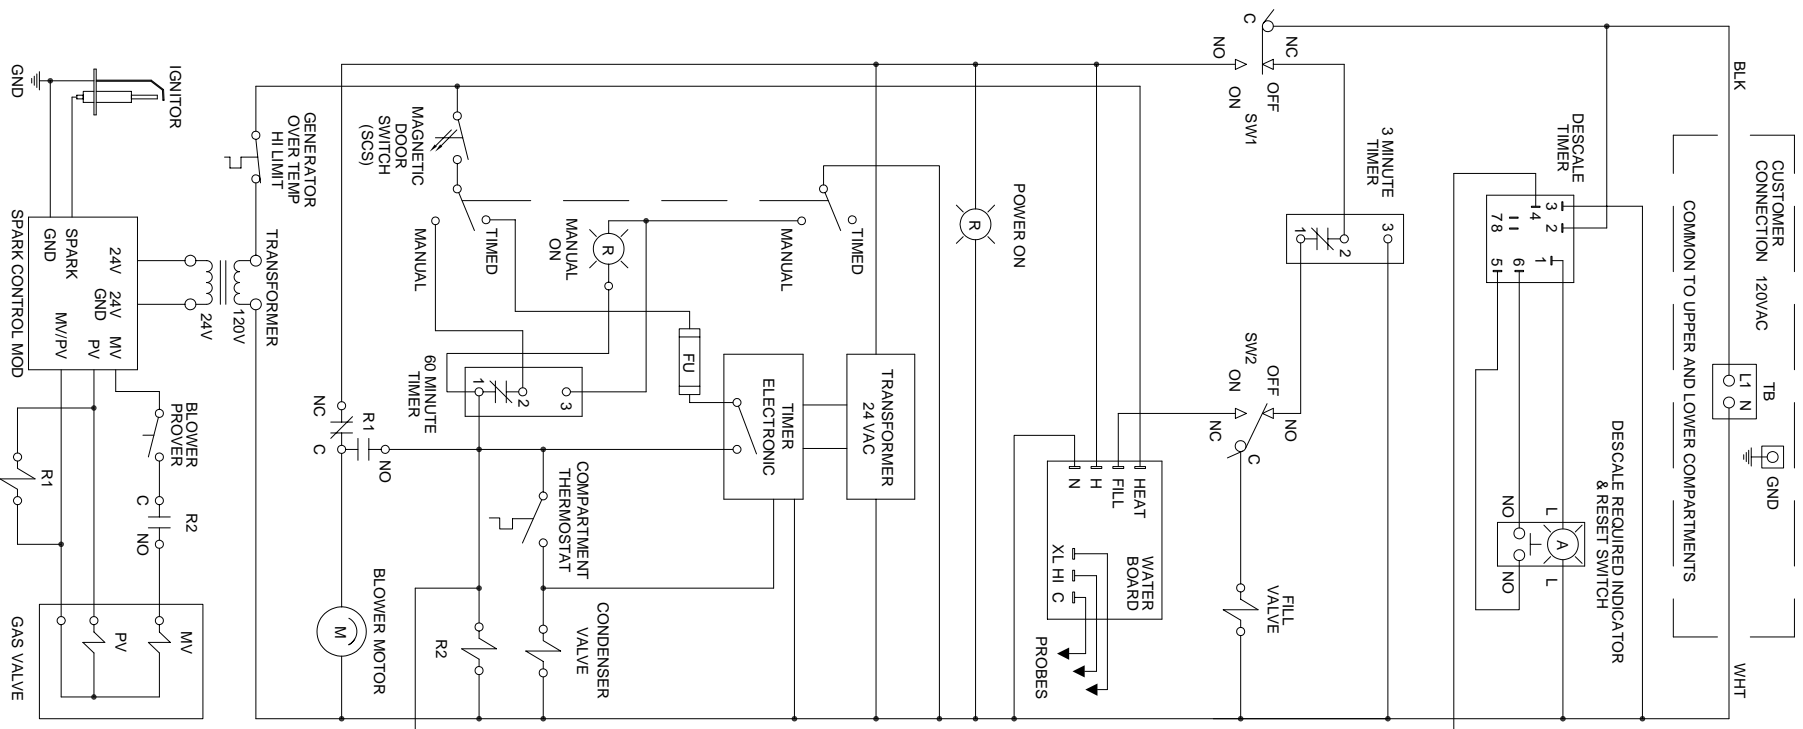 CUSTOMER
CONNECTION 120VAC
COMMON TO UPPER AND LOWER COMPARTMENTS
BLK
L1
N
TB
GND
WHT
DESCALE
TIMER
3
2
1
4
6
7
8
5
DESCALE REQUIRED INDICATOR
& RESET SWITCH
L
A
L
NO
NO
C
NC
NO
OFF
ON
SW1
3 MINUTE
TIMER
3
2
1
SW2
OFF
ON
NO
NC
C
FILL
VALVE
HEAT
FILL
H
N
WATER
BOARD
XL
HI
C
PROBES
POWER ON
R
TIMED
MANUAL
TRANSFORMER
24 VAC
TIMER
ELECTRONIC
FU
MANUAL
ON
R
TIMED
MANUAL
MAGNETIC
DOOR
SWITCH
(SCS)
60 MINUTE
TIMER
3
2
1
COMPARTMENT
THERMOSTAT
CONDENSER
VALVE
R2
R1
NC
C
NO
BLOWER MOTOR
M
GENERATOR
OVER TEMP
HI LIMIT
TRANSFORMER
120V
24V
IGNITOR
GND
SPARK CONTROL MOD
24V
24V
GND
MV
SPARK
GND
PV
MV/PV
BLOWER
PROVER
R2
C
NO
R1
MV
PV
GAS VALVE